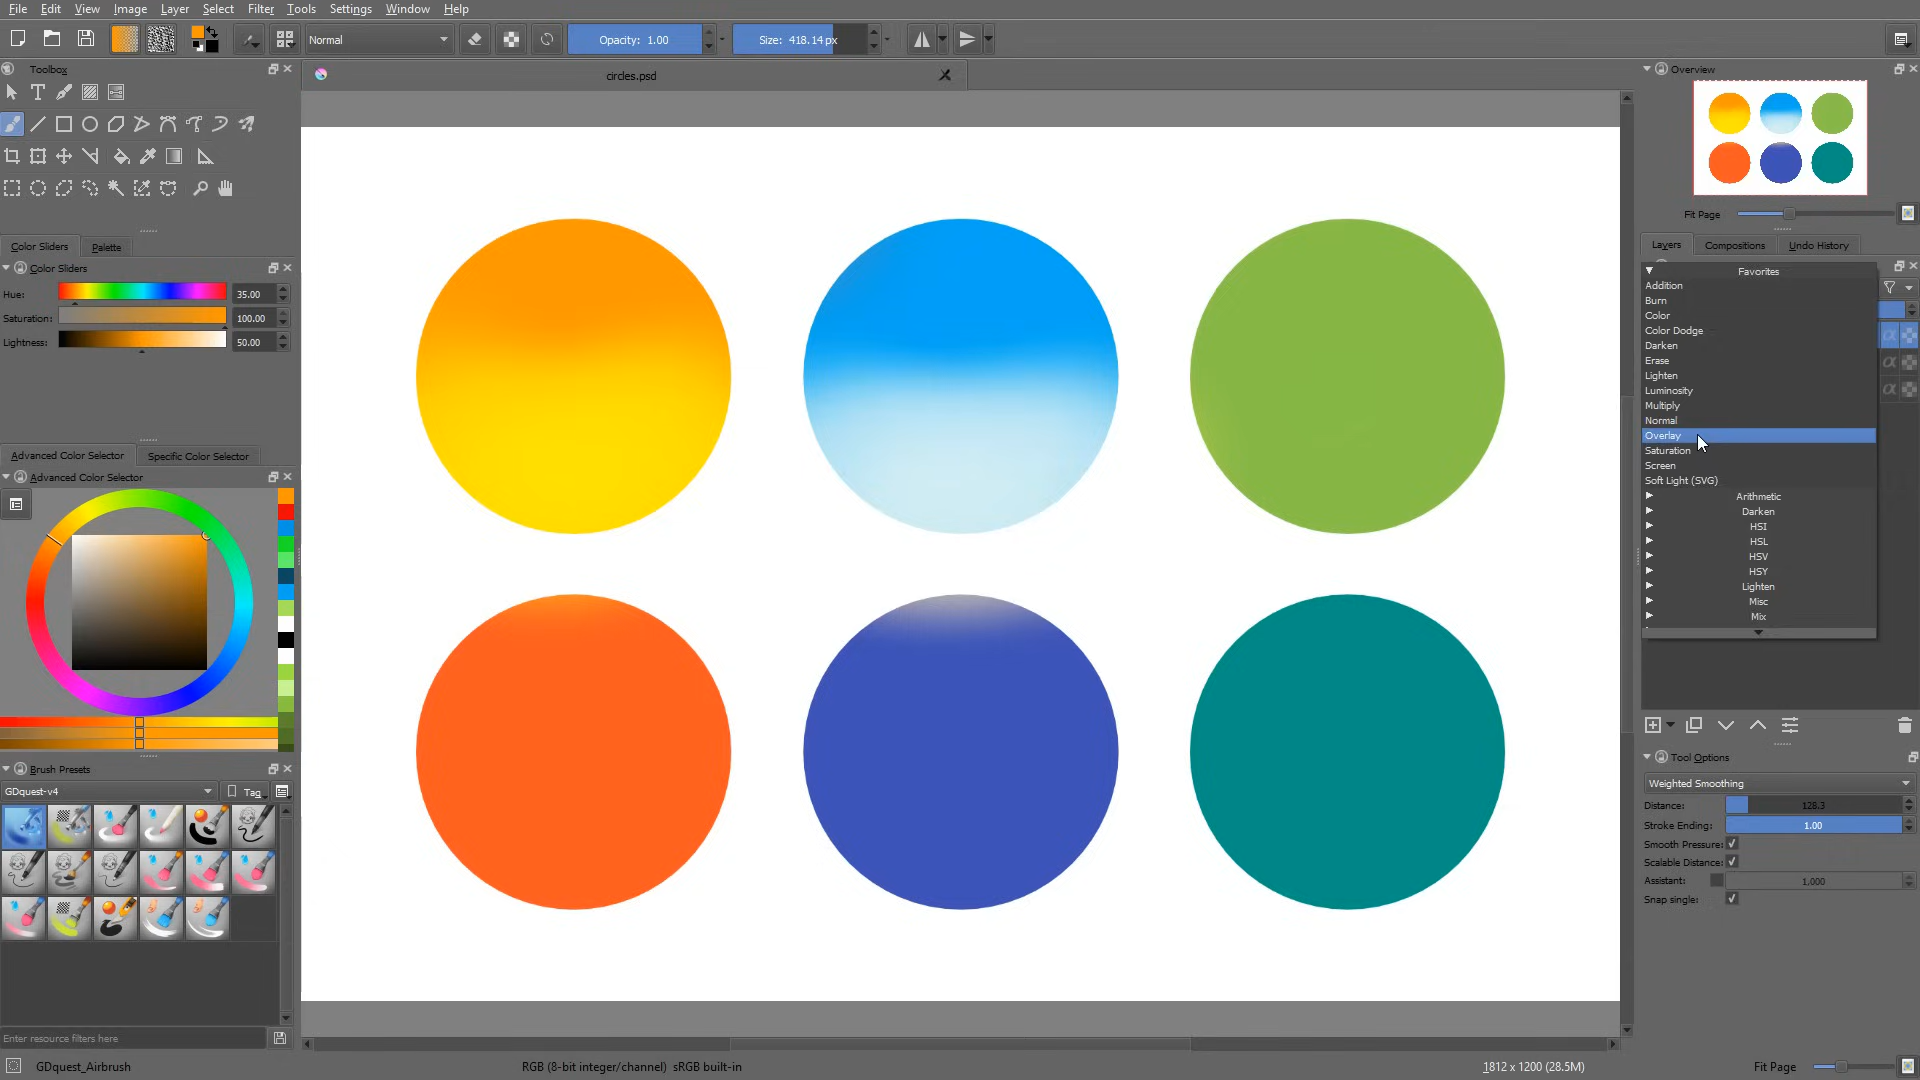 File Edit View Image Layer Select Filter Tools Settings Window Help
Normal
Opacity: 1.00
Size: 418.14 px
Toolbox
circles.psd
Overview
Fit Page
Color Sliders Palette
Color Sliders
Hue: 35.00
Saturation: 100.00
Lightness: 50.00
Layers Compositions Undo History
Favorites
Addition
Burn
Color
Color Dodge
Darken
Erase
Lighten
Luminosity
Multiply
Normal
Overlay
Saturation
Screen
Soft Light (SVG)
Arithmetic
Darken
HSI
HSL
HSV
HSY
Lighten
Misc
Mix
Advanced Color Selector Specific Color Selector
Advanced Color Selector
Brush Presets
GDquest-v4
Tag
Enter resource filters here
Tool Options
Weighted Smoothing
Distance: 128.3
Stroke Ending: 1.00
Smooth Pressure:
Scalable Distance:
Assistant: 1.000
Snap single:
GDquest_Airbrush
RGB (8-bit integer/channel) sRGB built-in
1812 x 1200 (28.5M)
Fit Page